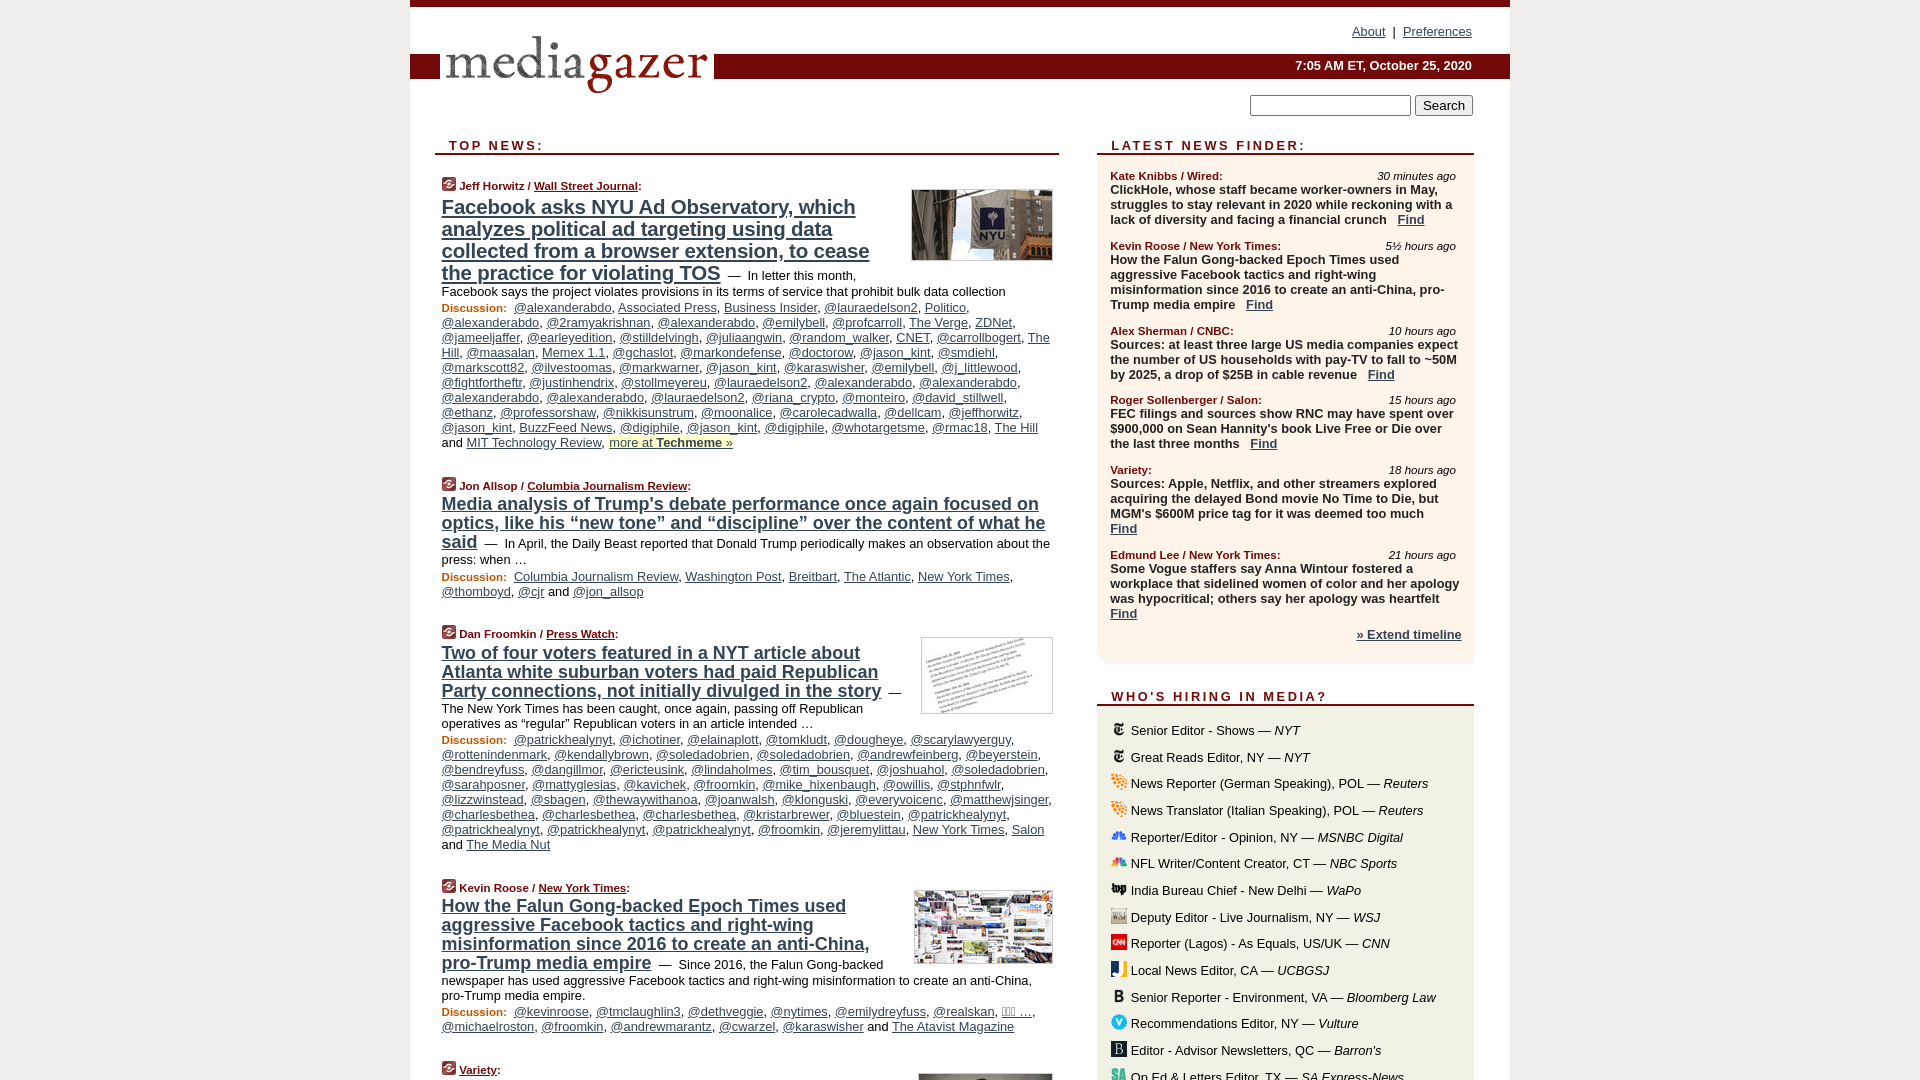 About | Preferences
mediagazer
7:05 AM ET, October 25, 2020
Search
TOP NEWS:
Jeff Horwitz / Wall Street Journal:
Facebook asks NYU Ad Observatory, which
analyzes political ad targeting using data
collected from a browser extension, to cease
the practice for violating TOS — In letter this month,
Facebook says the project violates provisions in its terms of service that prohibit bulk data collection
Discussion: @alexanderabdo, Associated Press, Business Insider, @lauraedelson2, Politico,
@alexanderabdo, @2ramyakrishnan, @alexanderabdo, @emilybell, @profcarroll, The Verge, ZDNet,
@jameeljaffer, @earleyedition, @stilldelvingh, @juliaangwin, @random_walker, CNET, @carrollbogert, The
Hill, @maasalan, Memex 1.1, @gchaslot, @markondefense, @doctorow, @jason_kint, @smdiehl,
@markscott82, @ilvestoomas, @markwarner, @jason_kint, @karaswisher, @emilybell, @j_littlewood,
@fightfortheftr, @justinhendrix, @stollmeyereu, @lauraedelson2, @alexanderabdo, @alexanderabdo,
@alexanderabdo, @alexanderabdo, @lauraedelson2, @riana_crypto, @monteiro, @david_stillwell,
@ethanz, @professorshaw, @nikkisunstrum, @moonalice, @carolecadwalla, @dellcam, @jeffhorwitz,
@jason_kint, BuzzFeed News, @digiphile, @jason_kint, @digiphile, @whotargetsme, @rmac18, The Hill
and MIT Technology Review, more at Techmeme »
Jon Allsop / Columbia Journalism Review:
Media analysis of Trump's debate performance once again focused on
optics, like his “new tone” and “discipline” over the content of what he
said — In April, the Daily Beast reported that Donald Trump periodically makes an observation about the
press: when …
Discussion: Columbia Journalism Review, Washington Post, Breitbart, The Atlantic, New York Times,
@thomboyd, @cjr and @jon_allsop
Dan Froomkin / Press Watch:
Two of four voters featured in a NYT article about
Atlanta white suburban voters had paid Republican
Party connections, not initially divulged in the story —
The New York Times has been caught, once again, passing off Republican
operatives as “regular” Republican voters in an article intended …
Discussion: @patrickhealynyt, @ichotiner, @elainaplott, @tomkludt, @dougheye, @scarylawyerguy,
@rottenindenmark, @kendallybrown, @soledadobrien, @soledadobrien, @andrewfeinberg, @beyerstein,
@bendreyfuss, @dangillmor, @ericteusink, @lindaholmes, @tim_bousquet, @joshuahol, @soledadobrien,
@sarahposner, @mattyglesias, @kavichek, @froomkin, @mike_hixenbaugh, @owillis, @stphnfwlr,
@lizzwinstead, @sbagen, @thewaywithanoa, @joanwalsh, @klonguski, @everyvoicenc, @matthewjsinger,
@charlesbethea, @charlesbethea, @charlesbethea, @kristarbrewer, @bluestein, @patrickhealynyt,
@patrickhealynyt, @patrickhealynyt, @patrickhealynyt, @froomkin, @jeremylittau, New York Times, Salon
and The Media Nut
Kevin Roose / New York Times:
How the Falun Gong-backed Epoch Times used
aggressive Facebook tactics and right-wing
misinformation since 2016 to create an anti-China,
pro-Trump media empire — Since 2016, the Falun Gong-backed
newspaper has used aggressive Facebook tactics and right-wing misinformation to create an anti-China,
pro-Trump media empire.
Discussion: @kevinroose, @tmclaughlin3, @dethveggie, @nytimes, @emilydreyfuss, @realskan, …,
@michaelroston, @froomkin, @andrewmarantz, @cwarzel, @karaswisher and The Atavist Magazine
Variety:
LATEST NEWS FINDER:
Kate Knibbs / Wired: 30 minutes ago
ClickHole, whose staff became worker-owners in May,
struggles to stay relevant in 2020 while reckoning with a
lack of diversity and facing a financial crunch Find
Kevin Roose / New York Times: 5½ hours ago
How the Falun Gong-backed Epoch Times used
aggressive Facebook tactics and right-wing
misinformation since 2016 to create an anti-China, pro-
Trump media empire Find
Alex Sherman / CNBC: 10 hours ago
Sources: at least three large US media companies expect
the number of US households with pay-TV to fall to ~50M
by 2025, a drop of $25B in cable revenue Find
Roger Sollenberger / Salon: 15 hours ago
FEC filings and sources show RNC may have spent over
$900,000 on Sean Hannity's book Live Free or Die over
the last three months Find
Variety: 18 hours ago
Sources: Apple, Netflix, and other streamers explored
acquiring the delayed Bond movie No Time to Die, but
MGM's $600M price tag for it was deemed too much
Find
Edmund Lee / New York Times: 21 hours ago
Some Vogue staffers say Anna Wintour fostered a
workplace that sidelined women of color and her apology
was hypocritical; others say her apology was heartfelt
Find
» Extend timeline
WHO'S HIRING IN MEDIA?
Senior Editor - Shows — NYT
Great Reads Editor, NY — NYT
News Reporter (German Speaking), POL — Reuters
News Translator (Italian Speaking), POL — Reuters
Reporter/Editor - Opinion, NY — MSNBC Digital
NFL Writer/Content Creator, CT — NBC Sports
India Bureau Chief - New Delhi — WaPo
Deputy Editor - Live Journalism, NY — WSJ
Reporter (Lagos) - As Equals, US/UK — CNN
Local News Editor, CA — UCBGSJ
Senior Reporter - Environment, VA — Bloomberg Law
Recommendations Editor, NY — Vulture
Editor - Advisor Newsletters, QC — Barron's
Op Ed & Letters Editor, TX — SA Express-News